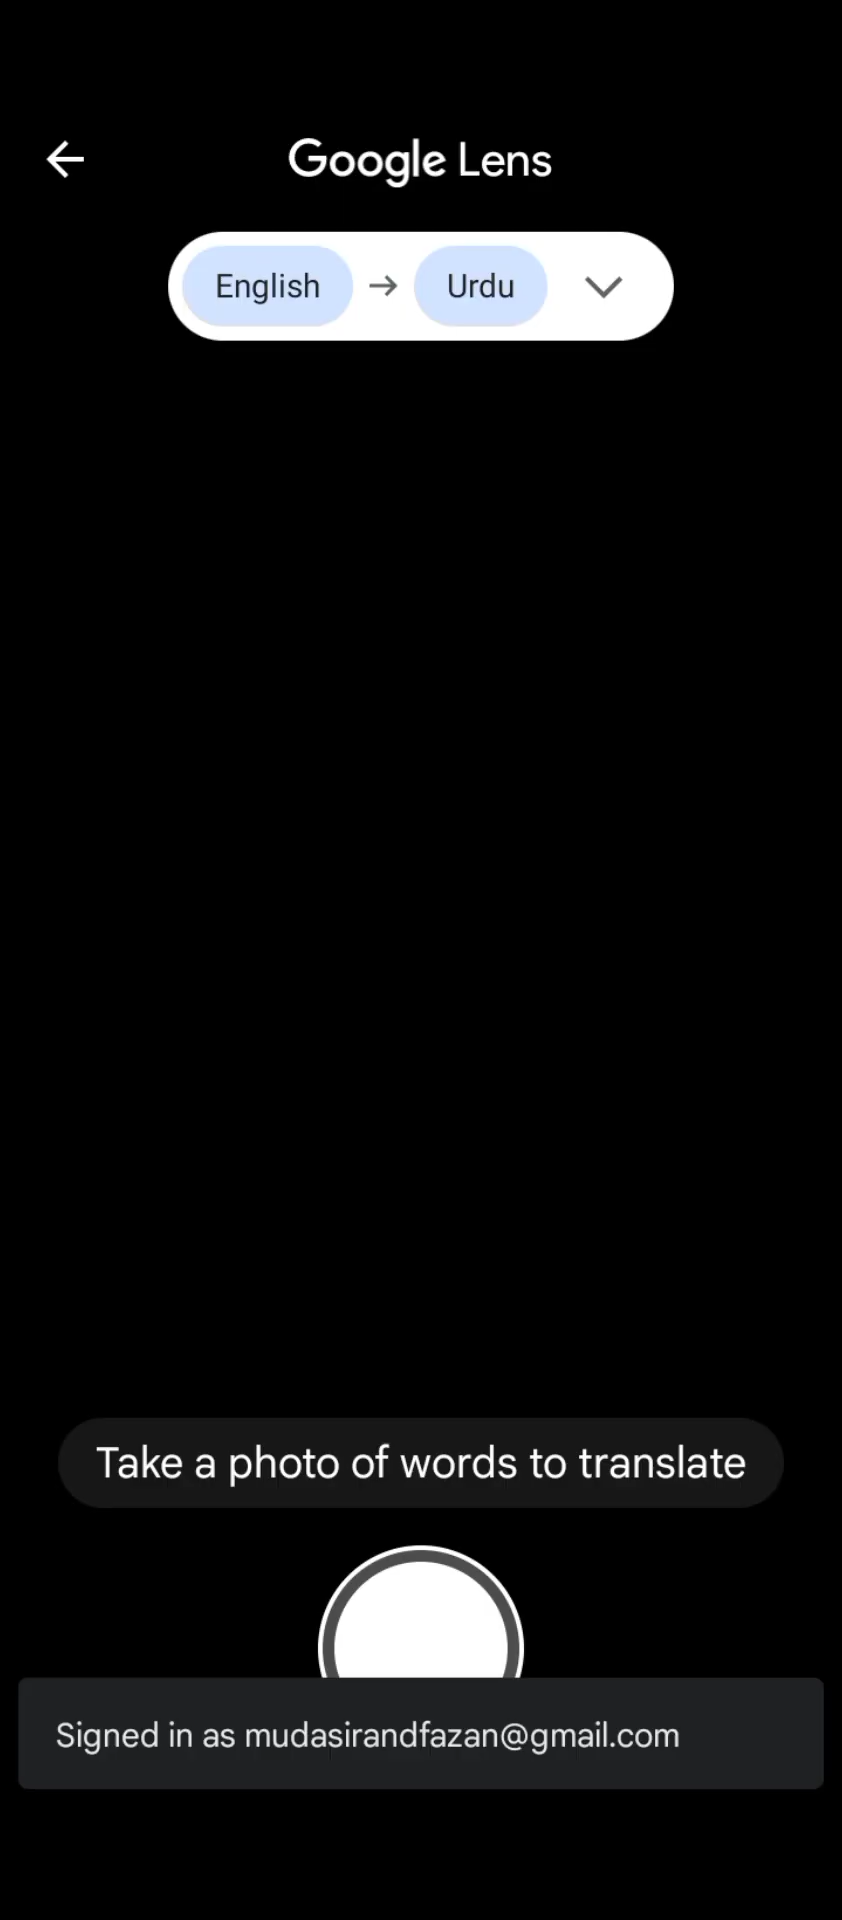 Google Lens
English → Urdu
Take a photo of words to translate
Signed in as mudasirandfazan@gmail.com